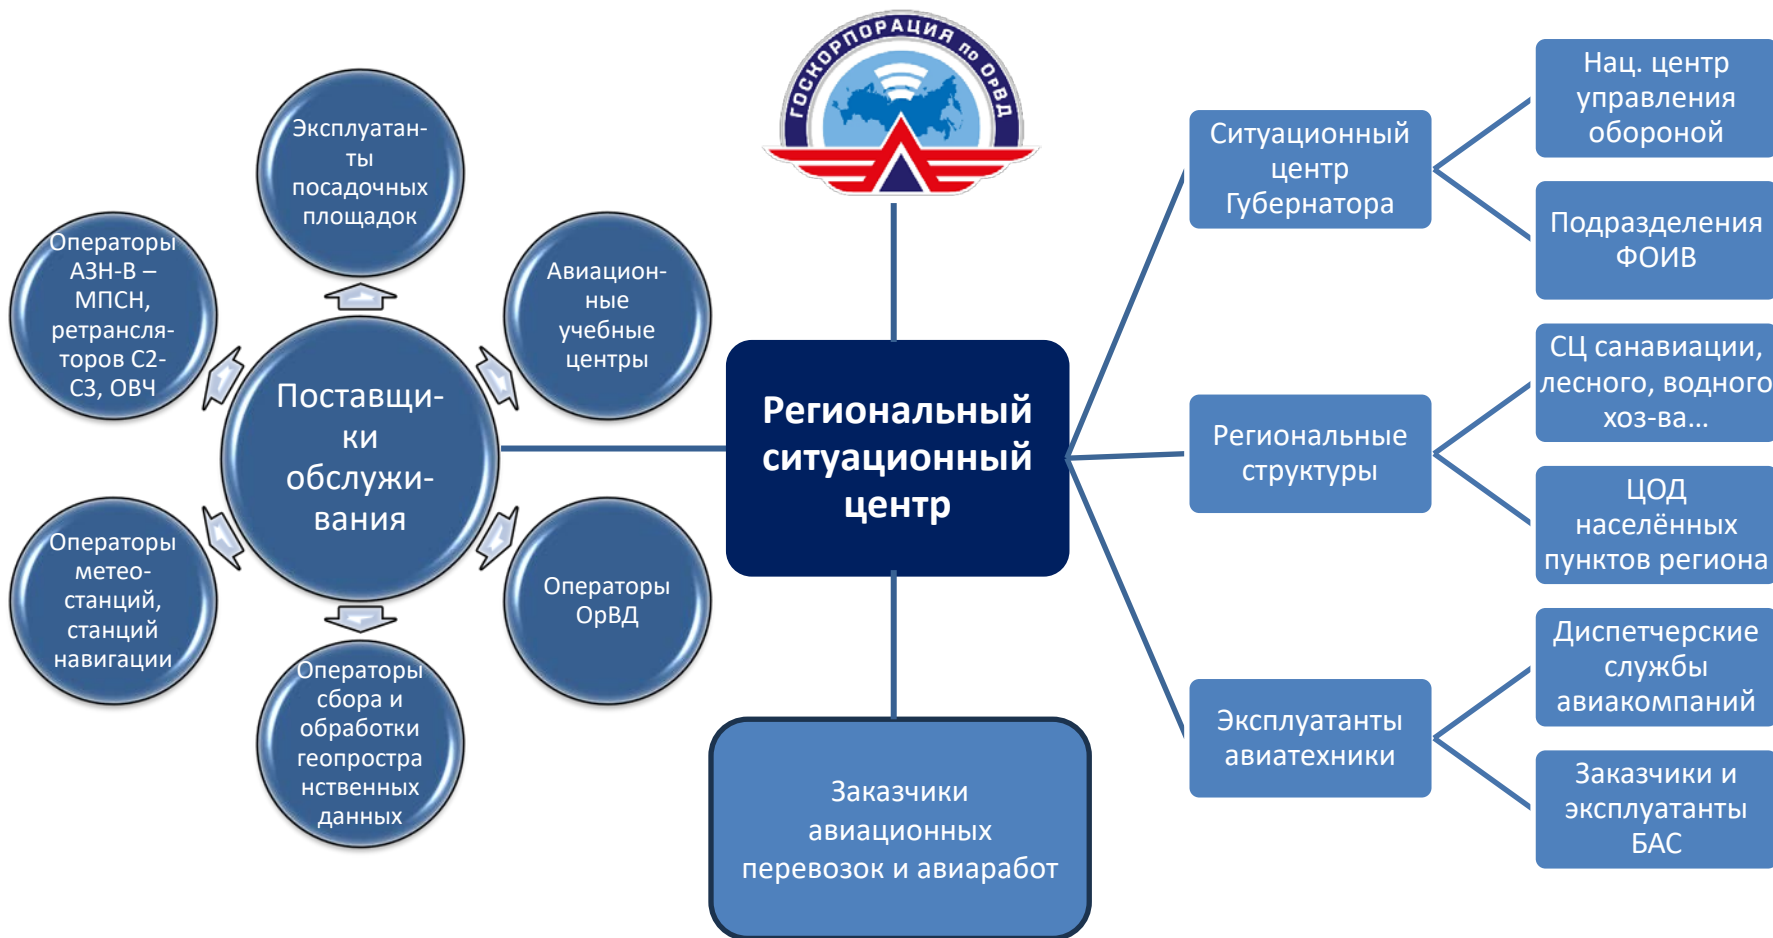 ГОСКОРПОРАЦИЯ ПО ОРВД
Эксплуатан-
ты
посадочных
площадок
Операторы
АЗН-В –
МПСН,
ретрансля-
торов С2-
С3, ОВЧ
Авиацион-
ные
учебные
центры
Поставщи-
ки
обслужи-
вания
Операторы
метео-
станций,
станций
навигации
Операторы
ОрВД
Операторы
сбора и
обработки
геопростра
нственных
данных
Региональный
ситуационный
центр
Заказчики
авиационных
перевозок и авиаработ
Ситуационный
центр
Губернатора
Нац. центр
управления
обороной
Подразделения
ФОИВ
Региональные
структуры
СЦ санавиации,
лесного, водного
хоз-ва...
ЦОД
населённых
пунктов региона
Эксплуатанты
авиатехники
Диспетчерские
службы
авиакомпаний
Заказчики и
эксплуатанты
БАС